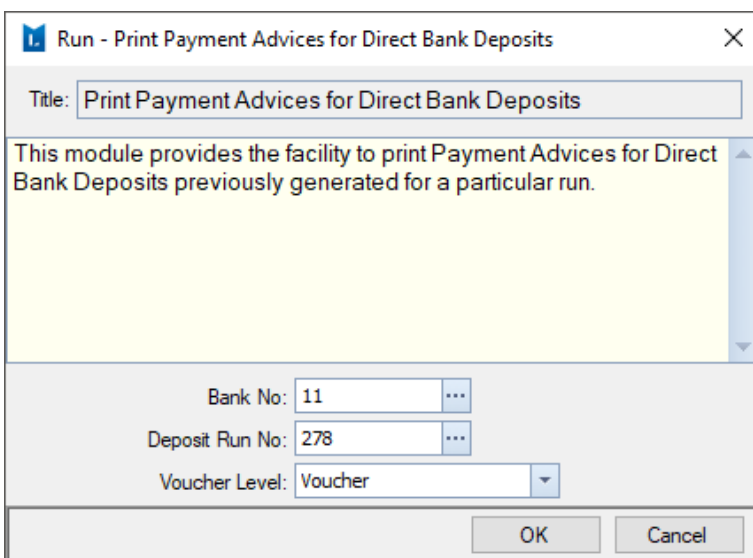 Run - Print Payment Advices for Direct Bank Deposits
Title: Print Payment Advices for Direct Bank Deposits
This module provides the facility to print Payment Advices for Direct
Bank Deposits previously generated for a particular run.
Bank No: 11 ...
Deposit Run No: 278 ...
Voucher Level: Voucher
OK Cancel